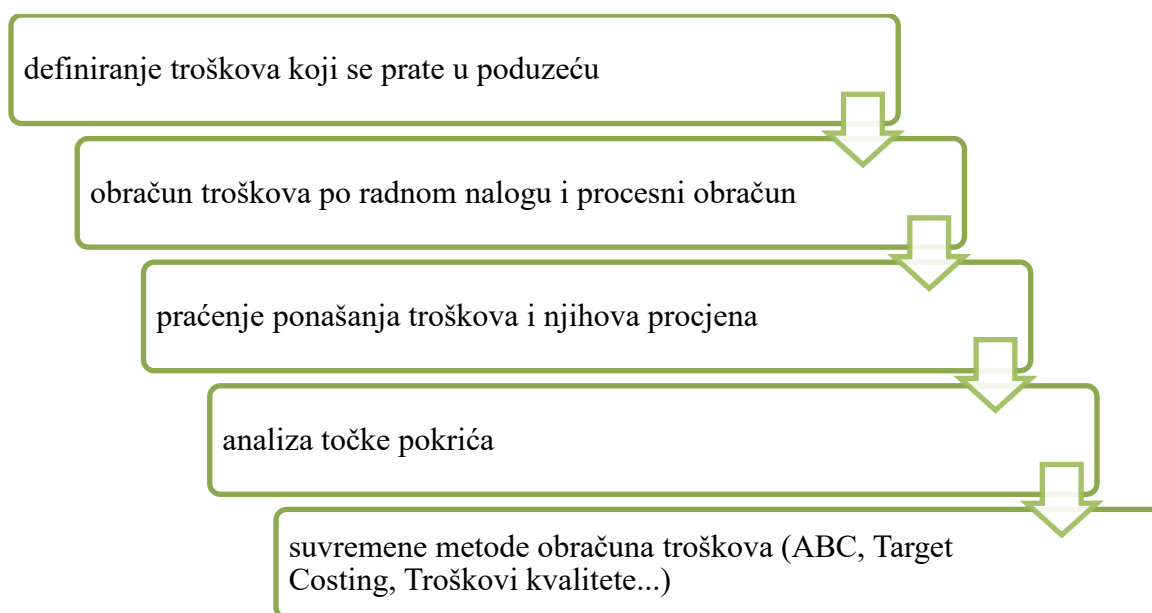 definiranje troškova koji se prate u poduzeću
obračun troškova po radnom nalogu i procesni obračun
praćenje ponašanja troškova i njihova procjena
analiza točke pokrića
suvremene metode obračuna troškova (ABC, Target
Costing, Troškovi kvalitete...)